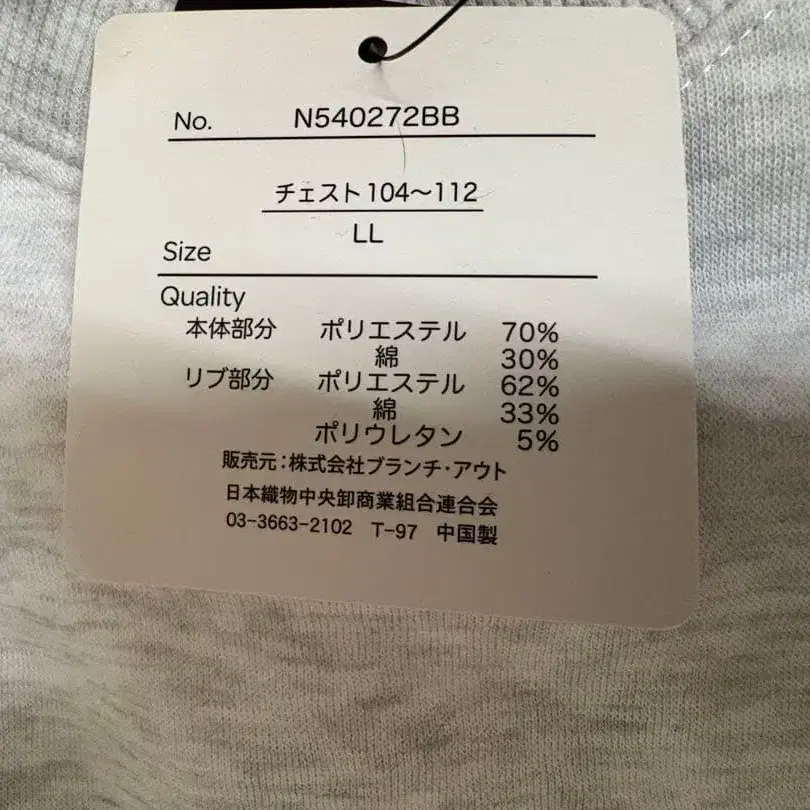 No. N540272BB
チェスト104〜112
LL
Size
Quality
本体部分 ポリエステル 70%
綿 30%
リブ部分 ポリエステル 62%
綿 33%
ポリウレタン 5%
販売元:株式会社ブランチ・アウト
日本織物中央卸商業組合連合会
03-3663-2102 T-97 中国製